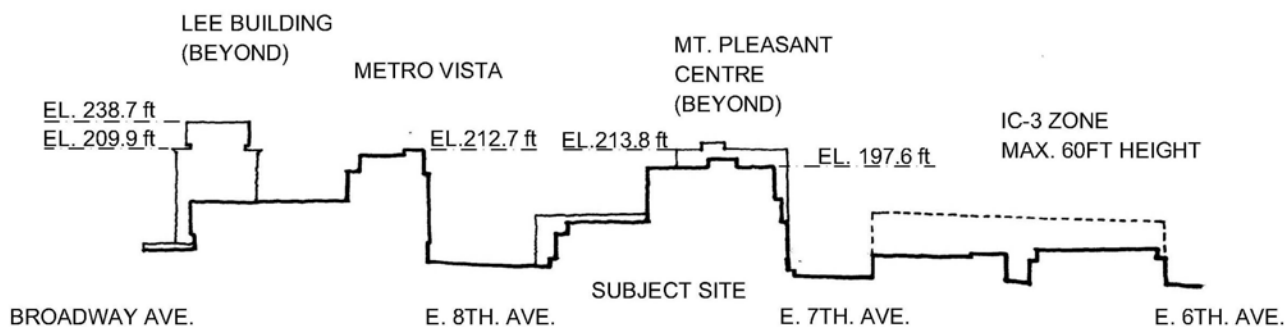 LEE BUILDING
(BEYOND)
METRO VISTA
MT. PLEASANT
CENTRE
(BEYOND)
EL. 238.7 ft
EL. 209.9 ft
EL.212.7 ft
EL.213.8 ft
EL. 197.6 ft
IC-3 ZONE
MAX. 60FT HEIGHT
SUBJECT SITE
BROADWAY AVE.
E. 8TH. AVE.
E. 7TH. AVE.
E. 6TH. AVE.